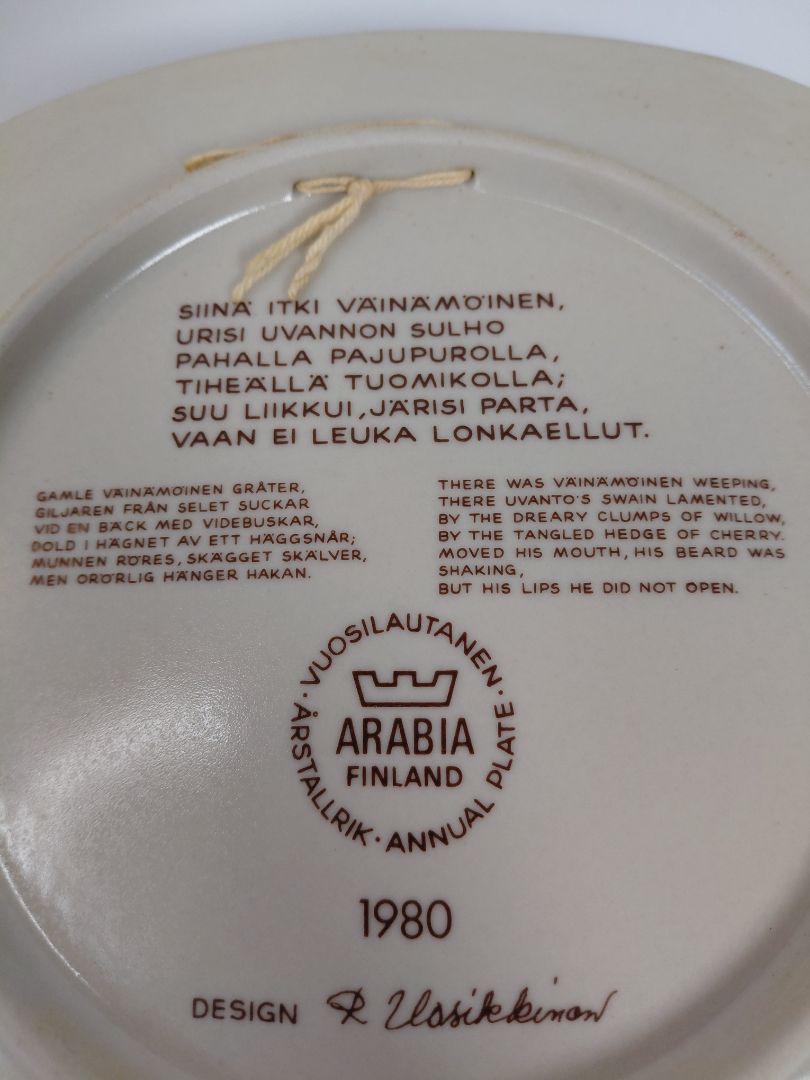 SIINÄ ITKI VÄINÄMÖINEN,
URISI UVANNON SULHO
PAHALLA PAJUPUROLLA,
TIHEÄLLÄ TUOMIKOLLA;
SUU LIIKKUI, JÄRISI PARTA,
VAAN EI LEUKA LONKAELLUT.
GAMLE VÄINÄMÖINEN GRÅTER,
GILJAREN FRÅN SELET SUCKAR
VID EN BÄCK MED VIDEBUSKAR,
DOLD I HÄGNET AV ETT HÄGGSNÅR;
MUNNEN RÖRES, SKÄGGET SKÄLVER,
MEN ORÖRLIG HÄNGER HAKAN.
THERE WAS VÄINÄMÖINEN WEEPING,
THERE UVANTO'S SWAIN LAMENTED,
BY THE DREARY CLUMPS OF WILLOW,
BY THE TANGLED HEDGE OF CHERRY.
MOVED HIS MOUTH, HIS BEARD WAS
SHAKING,
BUT HIS LIPS HE DID NOT OPEN.
VUOSILAUTANEN · ÅRSTALLRIK · ANNUAL PLATE ·
ARABIA
FINLAND
1980
DESIGN R Uosikkinen